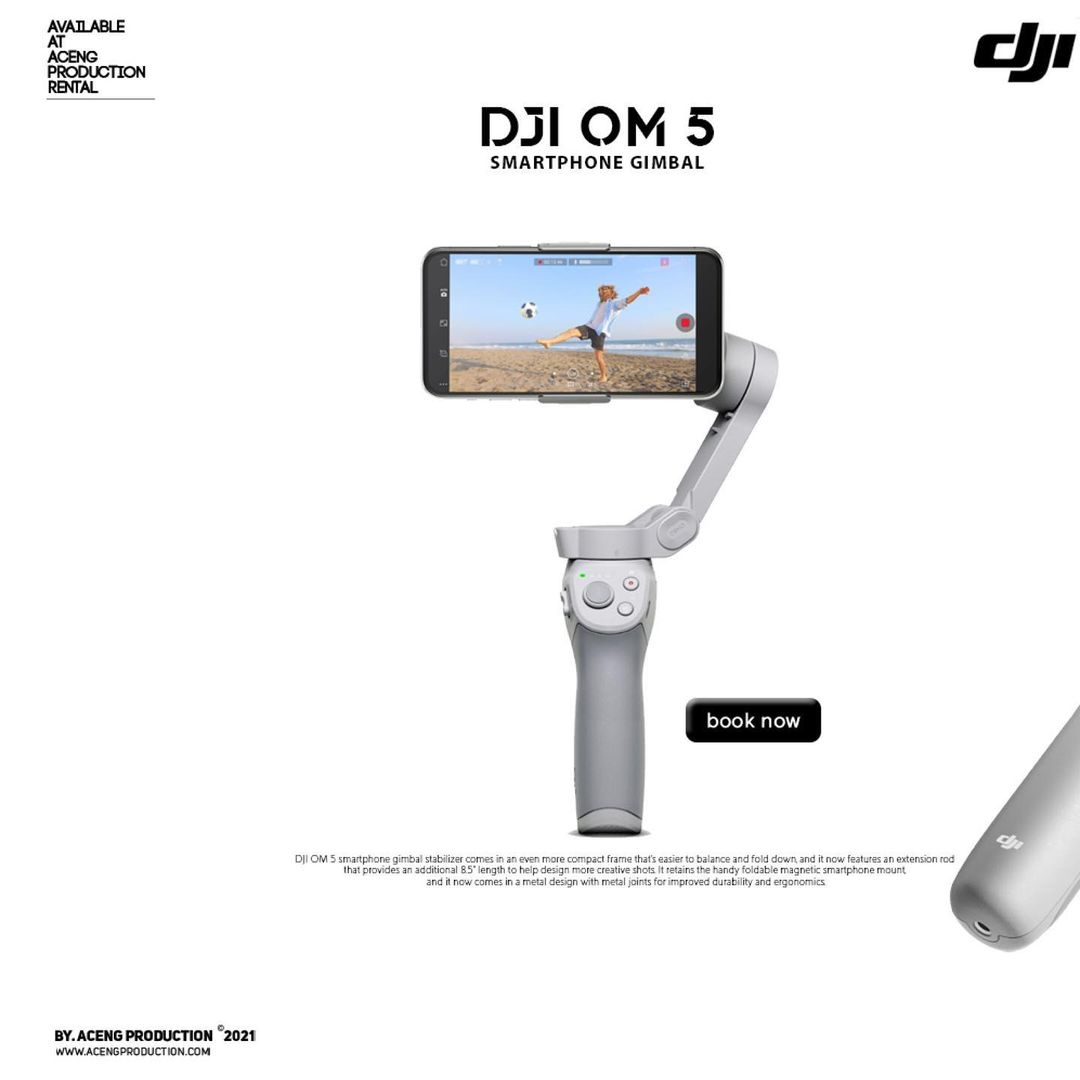 AVAILABLE
AT
ACENG
PRODUCTION
RENTAL
dji
DJI OM 5
SMARTPHONE GIMBAL
book now
DJI OM 5 smartphone gimbal stabilizer comes in an even more compact frame that's easier to balance and fold down, and it now features an extension rod
that provides an additional 8.5" length to help design more creative shots. It retains the handy foldable magnetic smartphone mount,
and it now comes in a metal design with metal joints for improved durability and ergonomics.
dji
BY. ACENG PRODUCTION ©2021
WWW.ACENGPRODUCTION.COM